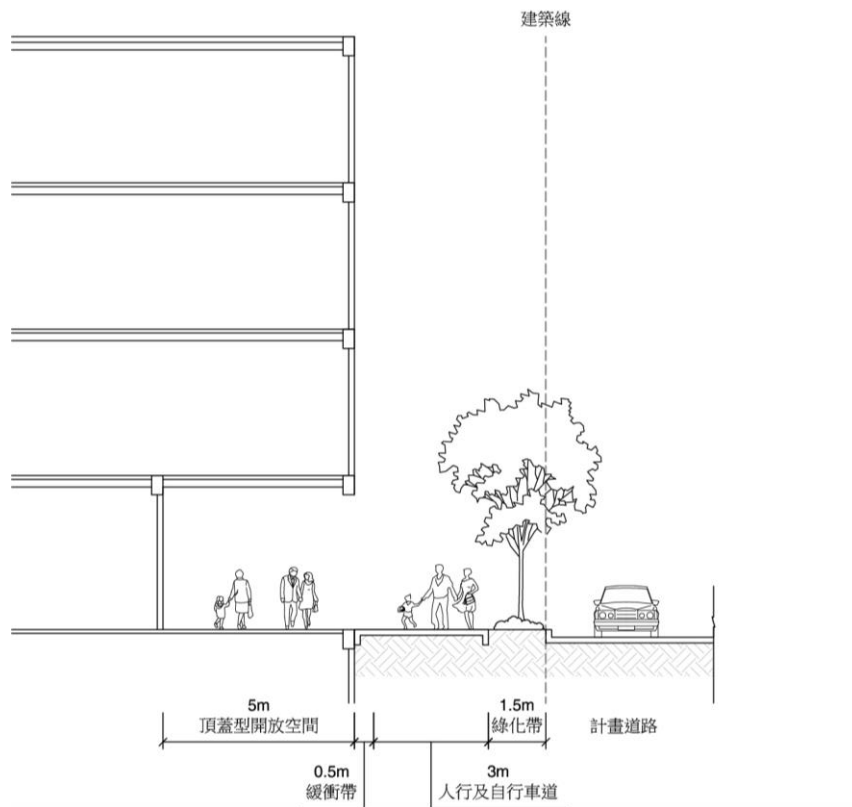 建築線
5m
頂蓋型開放空間
1.5m
綠化帶
計畫道路
0.5m
緩衝帶
3m
人行及自行車道